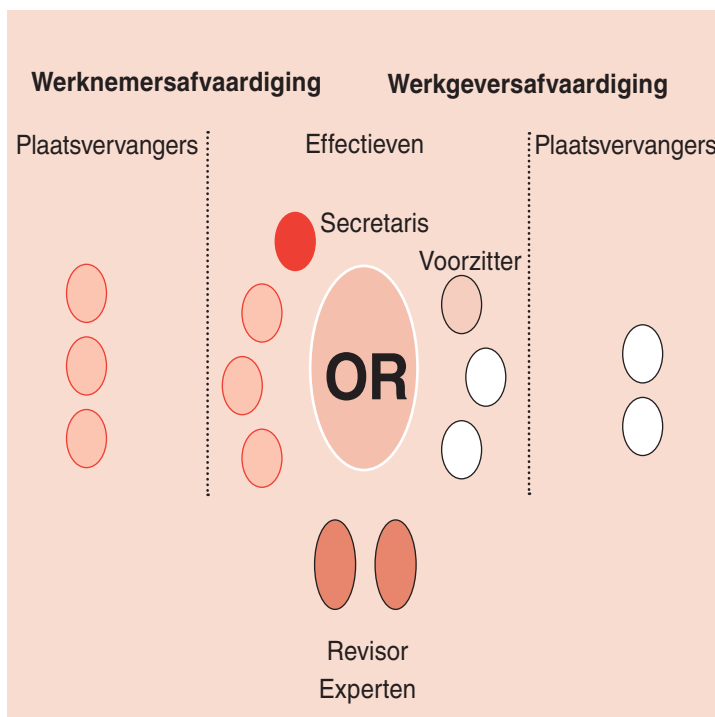 Werknemersafvaardiging
Werkgeversafvaardiging
Plaatsvervangers
Effectieven
Plaatsvervangers
Secretaris
Voorzitter
OR
Revisor
Experten